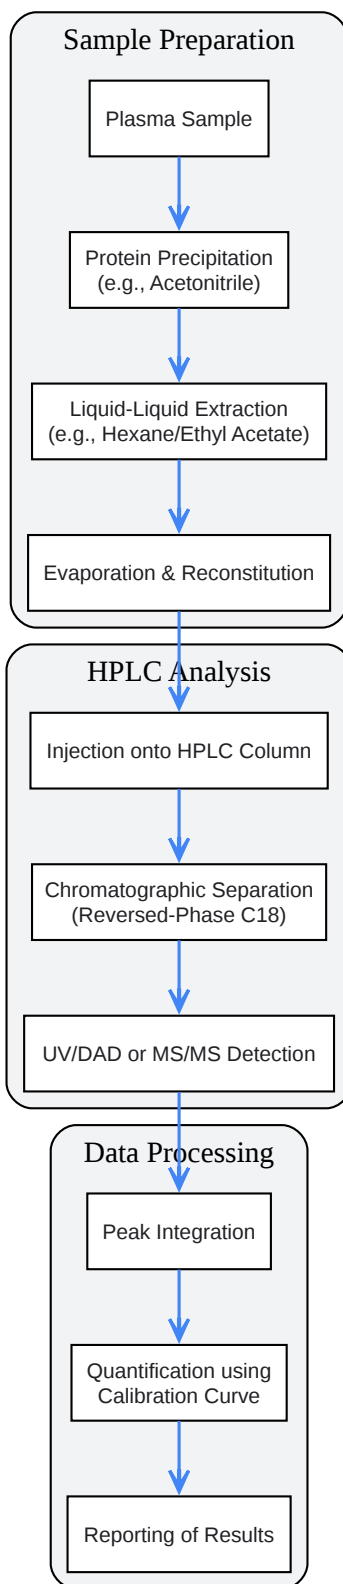 Sample Preparation
Plasma Sample
Protein Precipitation
(e.g., Acetonitrile)
Liquid-Liquid Extraction
(e.g., Hexane/Ethyl Acetate)
Evaporation & Reconstitution
HPLC Analysis
Injection onto HPLC Column
Chromatographic Separation
(Reversed-Phase C18)
UV/DAD or MS/MS Detection
Data Processing
Peak Integration
Quantification using
Calibration Curve
Reporting of Results